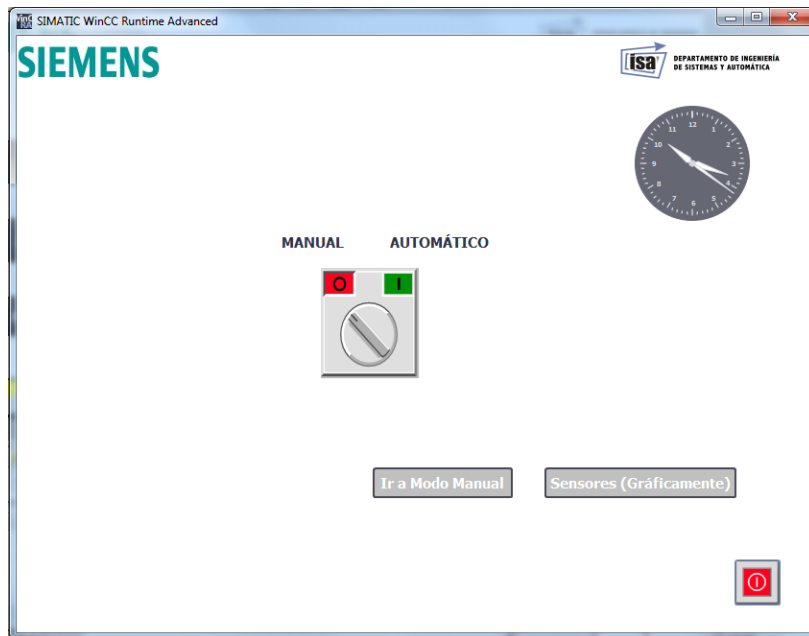 SIMATIC WinCC Runtime Advanced
SIEMENS
isa
DEPARTAMENTO DE INGENIERÍA
DE SISTEMAS Y AUTOMÁTICA
12
11 1
10 2
9 3
8 4
7 5
6
MANUAL AUTOMÁTICO
O I
Ir a Modo Manual Sensores (Gráficamente)